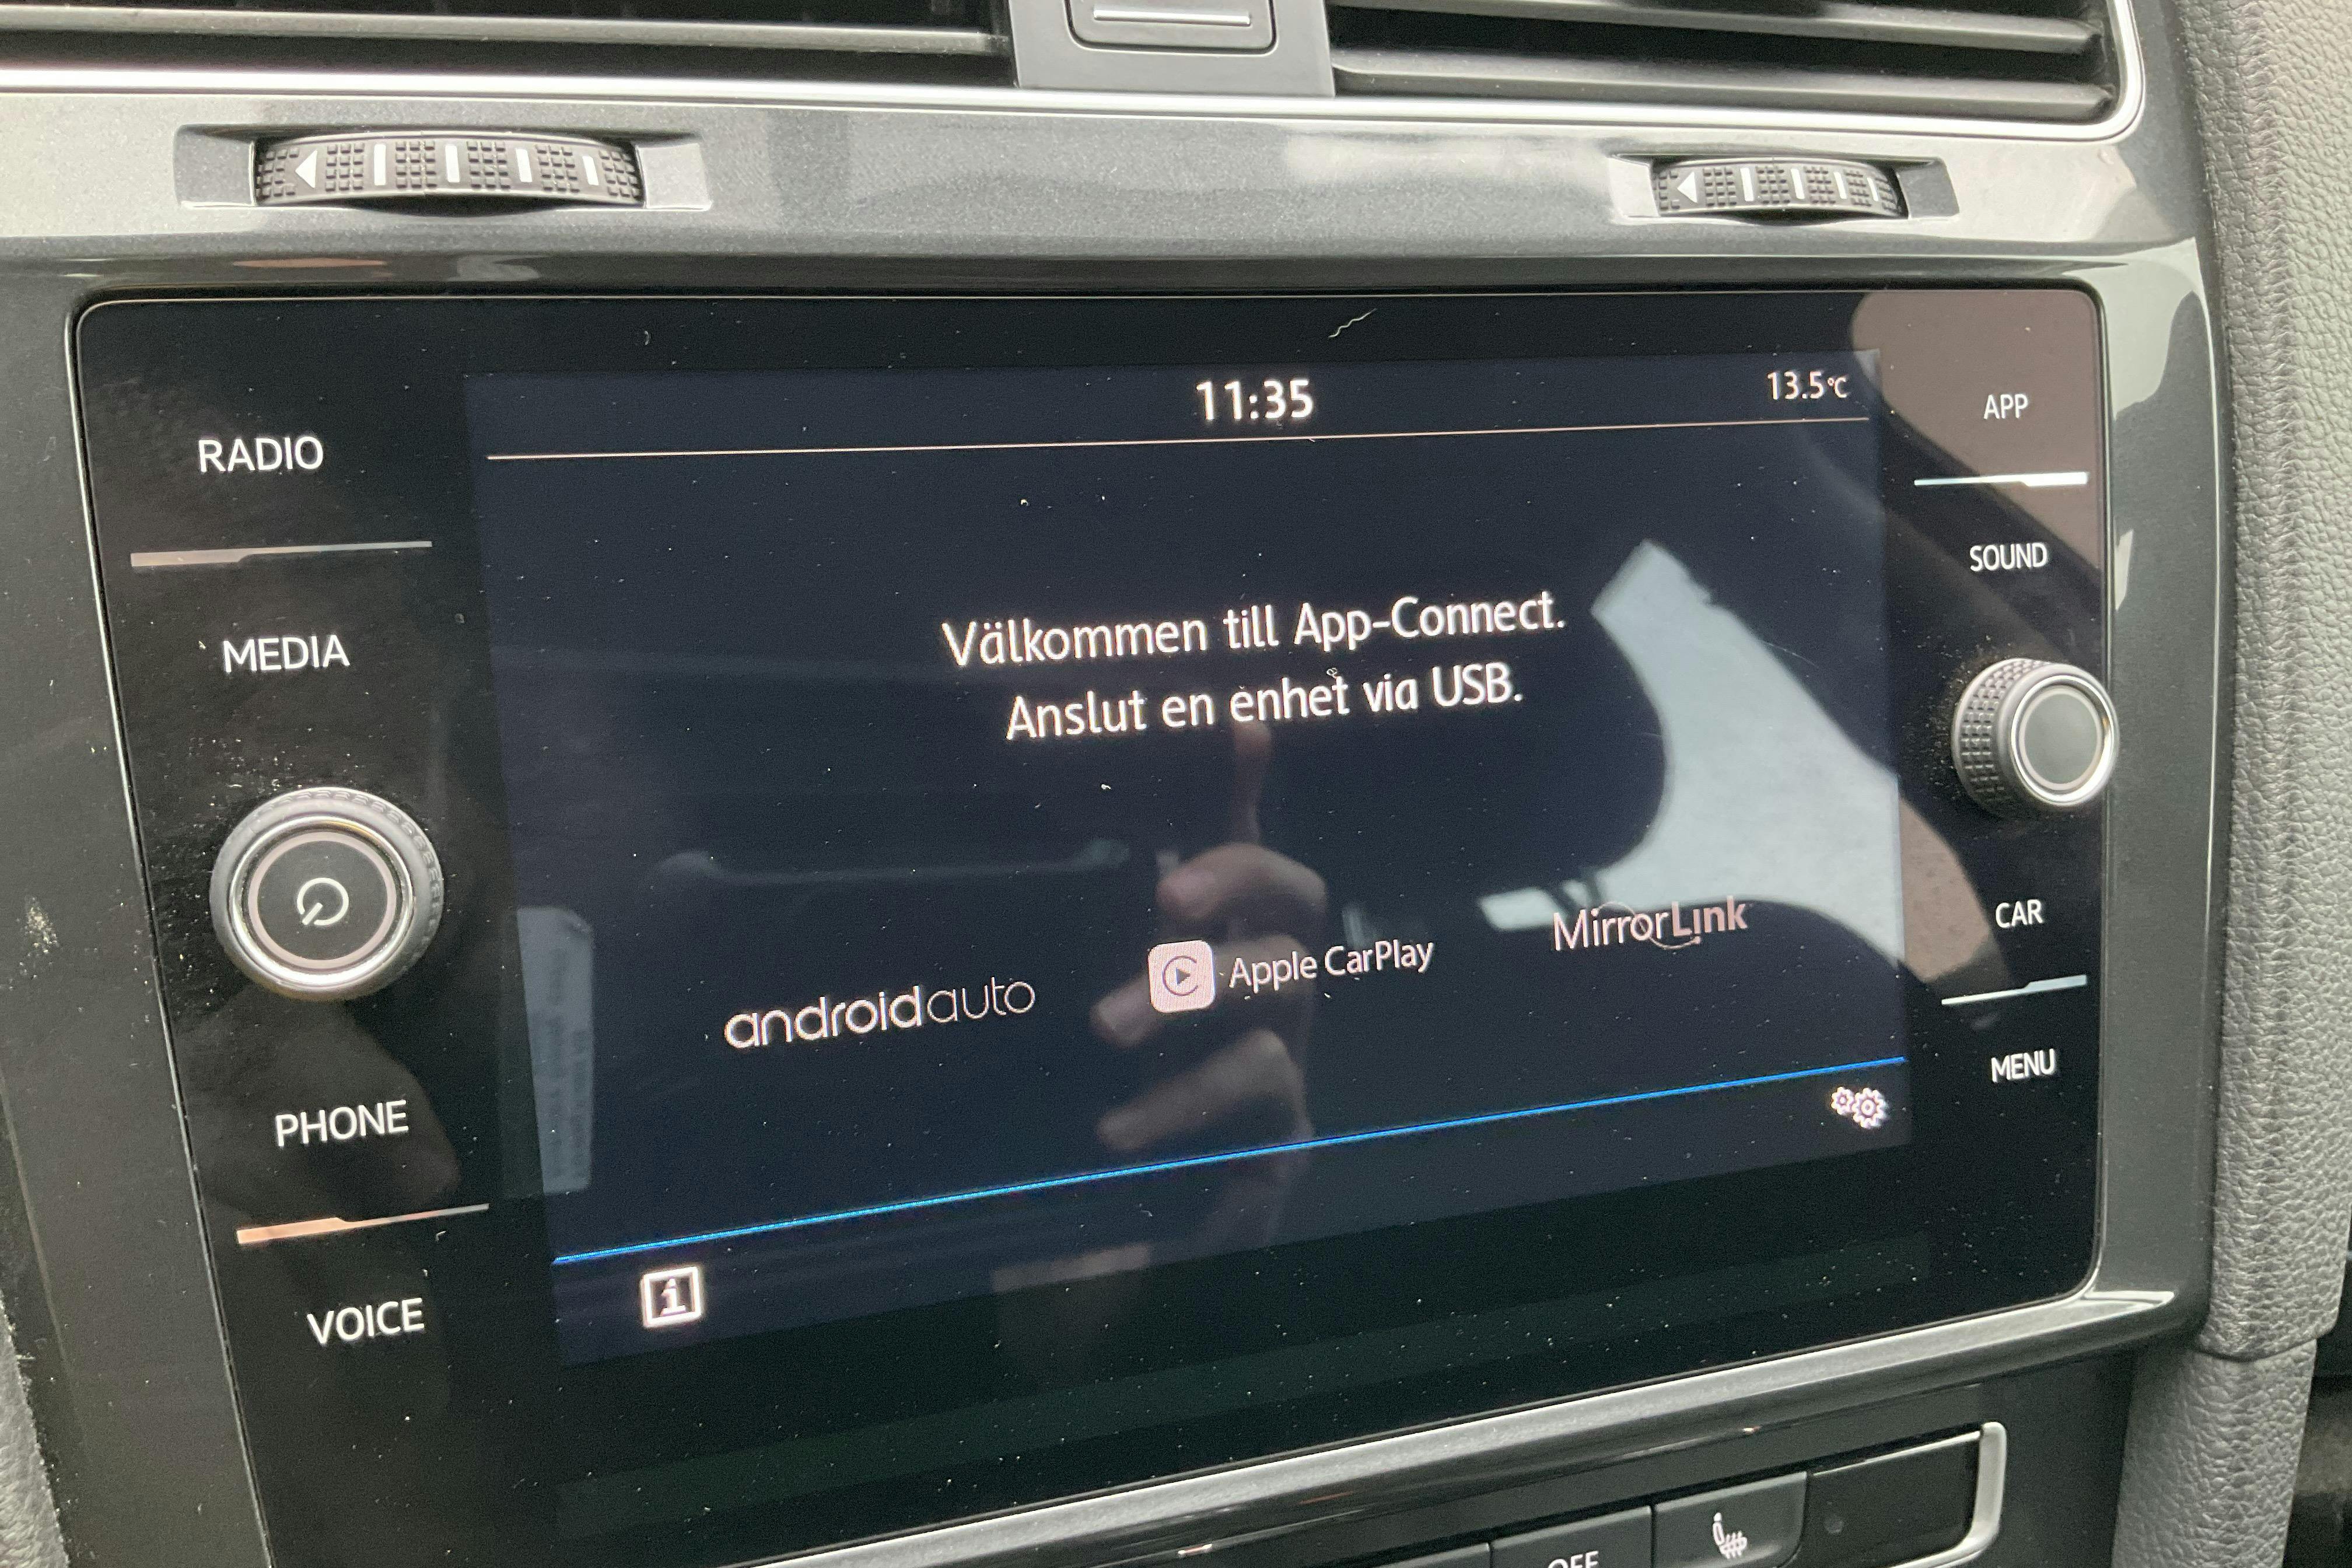 11:35
13.5°C
RADIO
MEDIA
PHONE
VOICE
Välkommen till App-Connect.
Anslut en enhet via USB.
androidauto
Apple CarPlay
MirrorLink
i
APP
SOUND
CAR
MENU
OFF